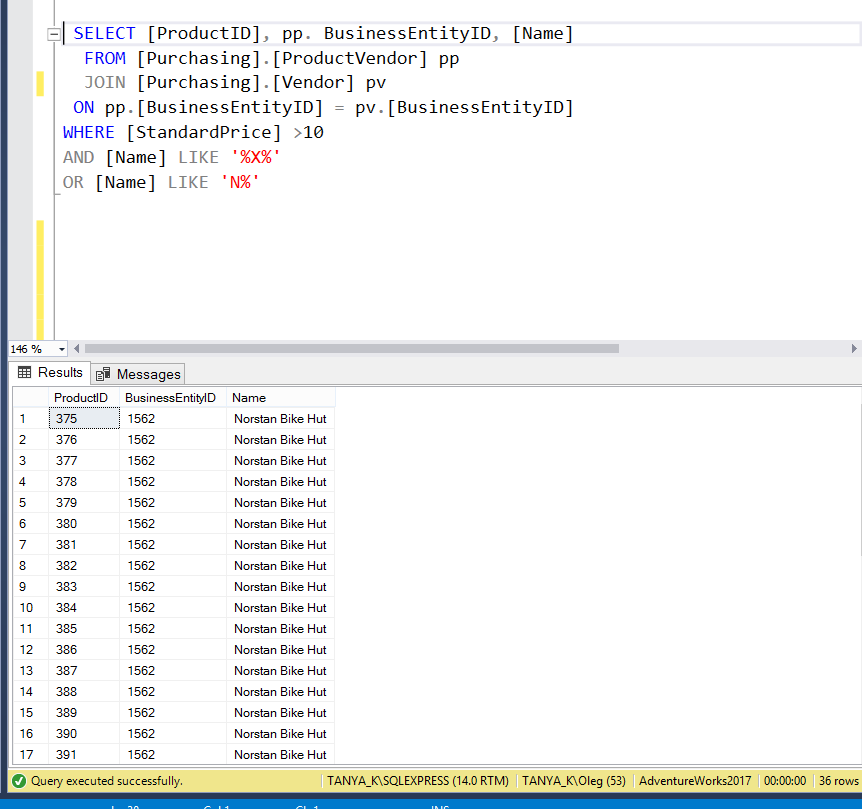 SELECT [ProductID], pp. BusinessEntityID, [Name]
FROM [Purchasing].[ProductVendor] pp
JOIN [Purchasing].[Vendor] pv
ON pp.[BusinessEntityID] = pv.[BusinessEntityID]
WHERE [StandardPrice] >10
AND [Name] LIKE '%X%'
OR [Name] LIKE 'N%'
146 %
Results Messages
ProductID BusinessEntityID Name
1 375 1562 Norstan Bike Hut
2 376 1562 Norstan Bike Hut
3 377 1562 Norstan Bike Hut
4 378 1562 Norstan Bike Hut
5 379 1562 Norstan Bike Hut
6 380 1562 Norstan Bike Hut
7 381 1562 Norstan Bike Hut
8 382 1562 Norstan Bike Hut
9 383 1562 Norstan Bike Hut
10 384 1562 Norstan Bike Hut
11 385 1562 Norstan Bike Hut
12 386 1562 Norstan Bike Hut
13 387 1562 Norstan Bike Hut
14 388 1562 Norstan Bike Hut
15 389 1562 Norstan Bike Hut
16 390 1562 Norstan Bike Hut
17 391 1562 Norstan Bike Hut
Query executed successfully. TANYA_K\SQLEXPRESS (14.0 RTM) TANYA_K\Oleg (53) AdventureWorks2017 00:00:00 36 rows